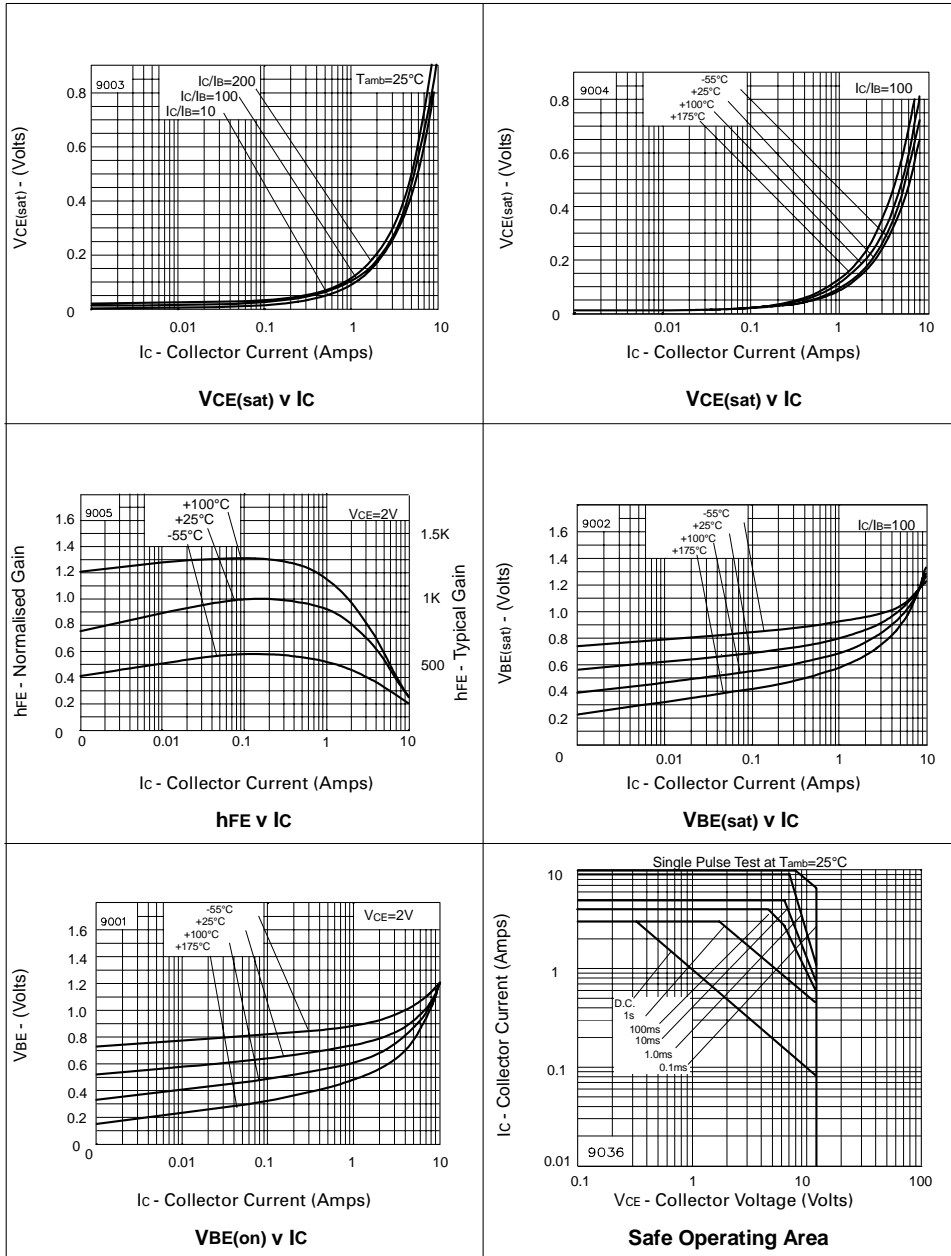 9003
IC/IB=200
IC/IB=100
IC/IB=10
Tamb=25°C
0.8
0.6
0.4
0.2
0
VCE(sat) - (Volts)
0.01 0.1 1 10
IC - Collector Current (Amps)
VCE(sat) v IC
9004
-55°C
+25°C
+100°C
+175°C
IC/IB=100
0.8
0.6
0.4
0.2
0
VCE(sat) - (Volts)
0.01 0.1 1 10
IC - Collector Current (Amps)
VCE(sat) v IC
9005
+100°C
+25°C
-55°C
VCE=2V
1.6
1.4
1.2
1.0
0.8
0.6
0.4
0.2
hFE - Normalised Gain
1.5K
1K
500
hFE - Typical Gain
0 0.01 0.1 1 10
IC - Collector Current (Amps)
hFE v IC
9002
-55°C
+25°C
+100°C
+175°C
IC/IB=100
1.6
1.4
1.2
1.0
0.8
0.6
0.4
0.2
0
VBE(sat) - (Volts)
0.01 0.1 1 10
IC - Collector Current (Amps)
VBE(sat) v IC
9001
-55°C
+25°C
+100°C
+175°C
VCE=2V
1.6
1.4
1.2
1.0
0.8
0.6
0.4
0.2
0
VBE - (Volts)
0 0.01 0.1 1 10
IC - Collector Current (Amps)
VBE(on) v IC
Single Pulse Test at Tamb=25°C
10
1
0.1
0.01
IC - Collector Current (Amps)
D.C.
1s
100ms
10ms
1.0ms
0.1ms
9036
0.1 1 10 100
VCE - Collector Voltage (Volts)
Safe Operating Area